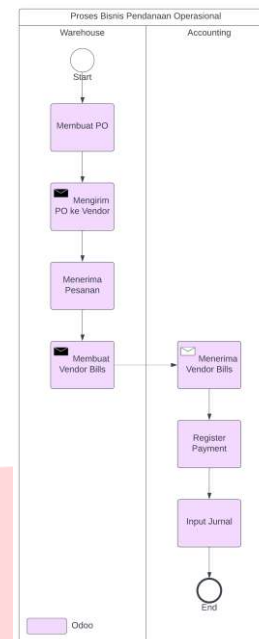 Proses Bisnis Pendanaan Operasional
Warehouse
Accounting
Start
Membuat PO
Mengirim
PO ke Vendor
Menerima
Pesanan
Membuat
Vendor Bills
Menerima
Vendor Bills
Register
Payment
Input Jurnal
End
Odoo